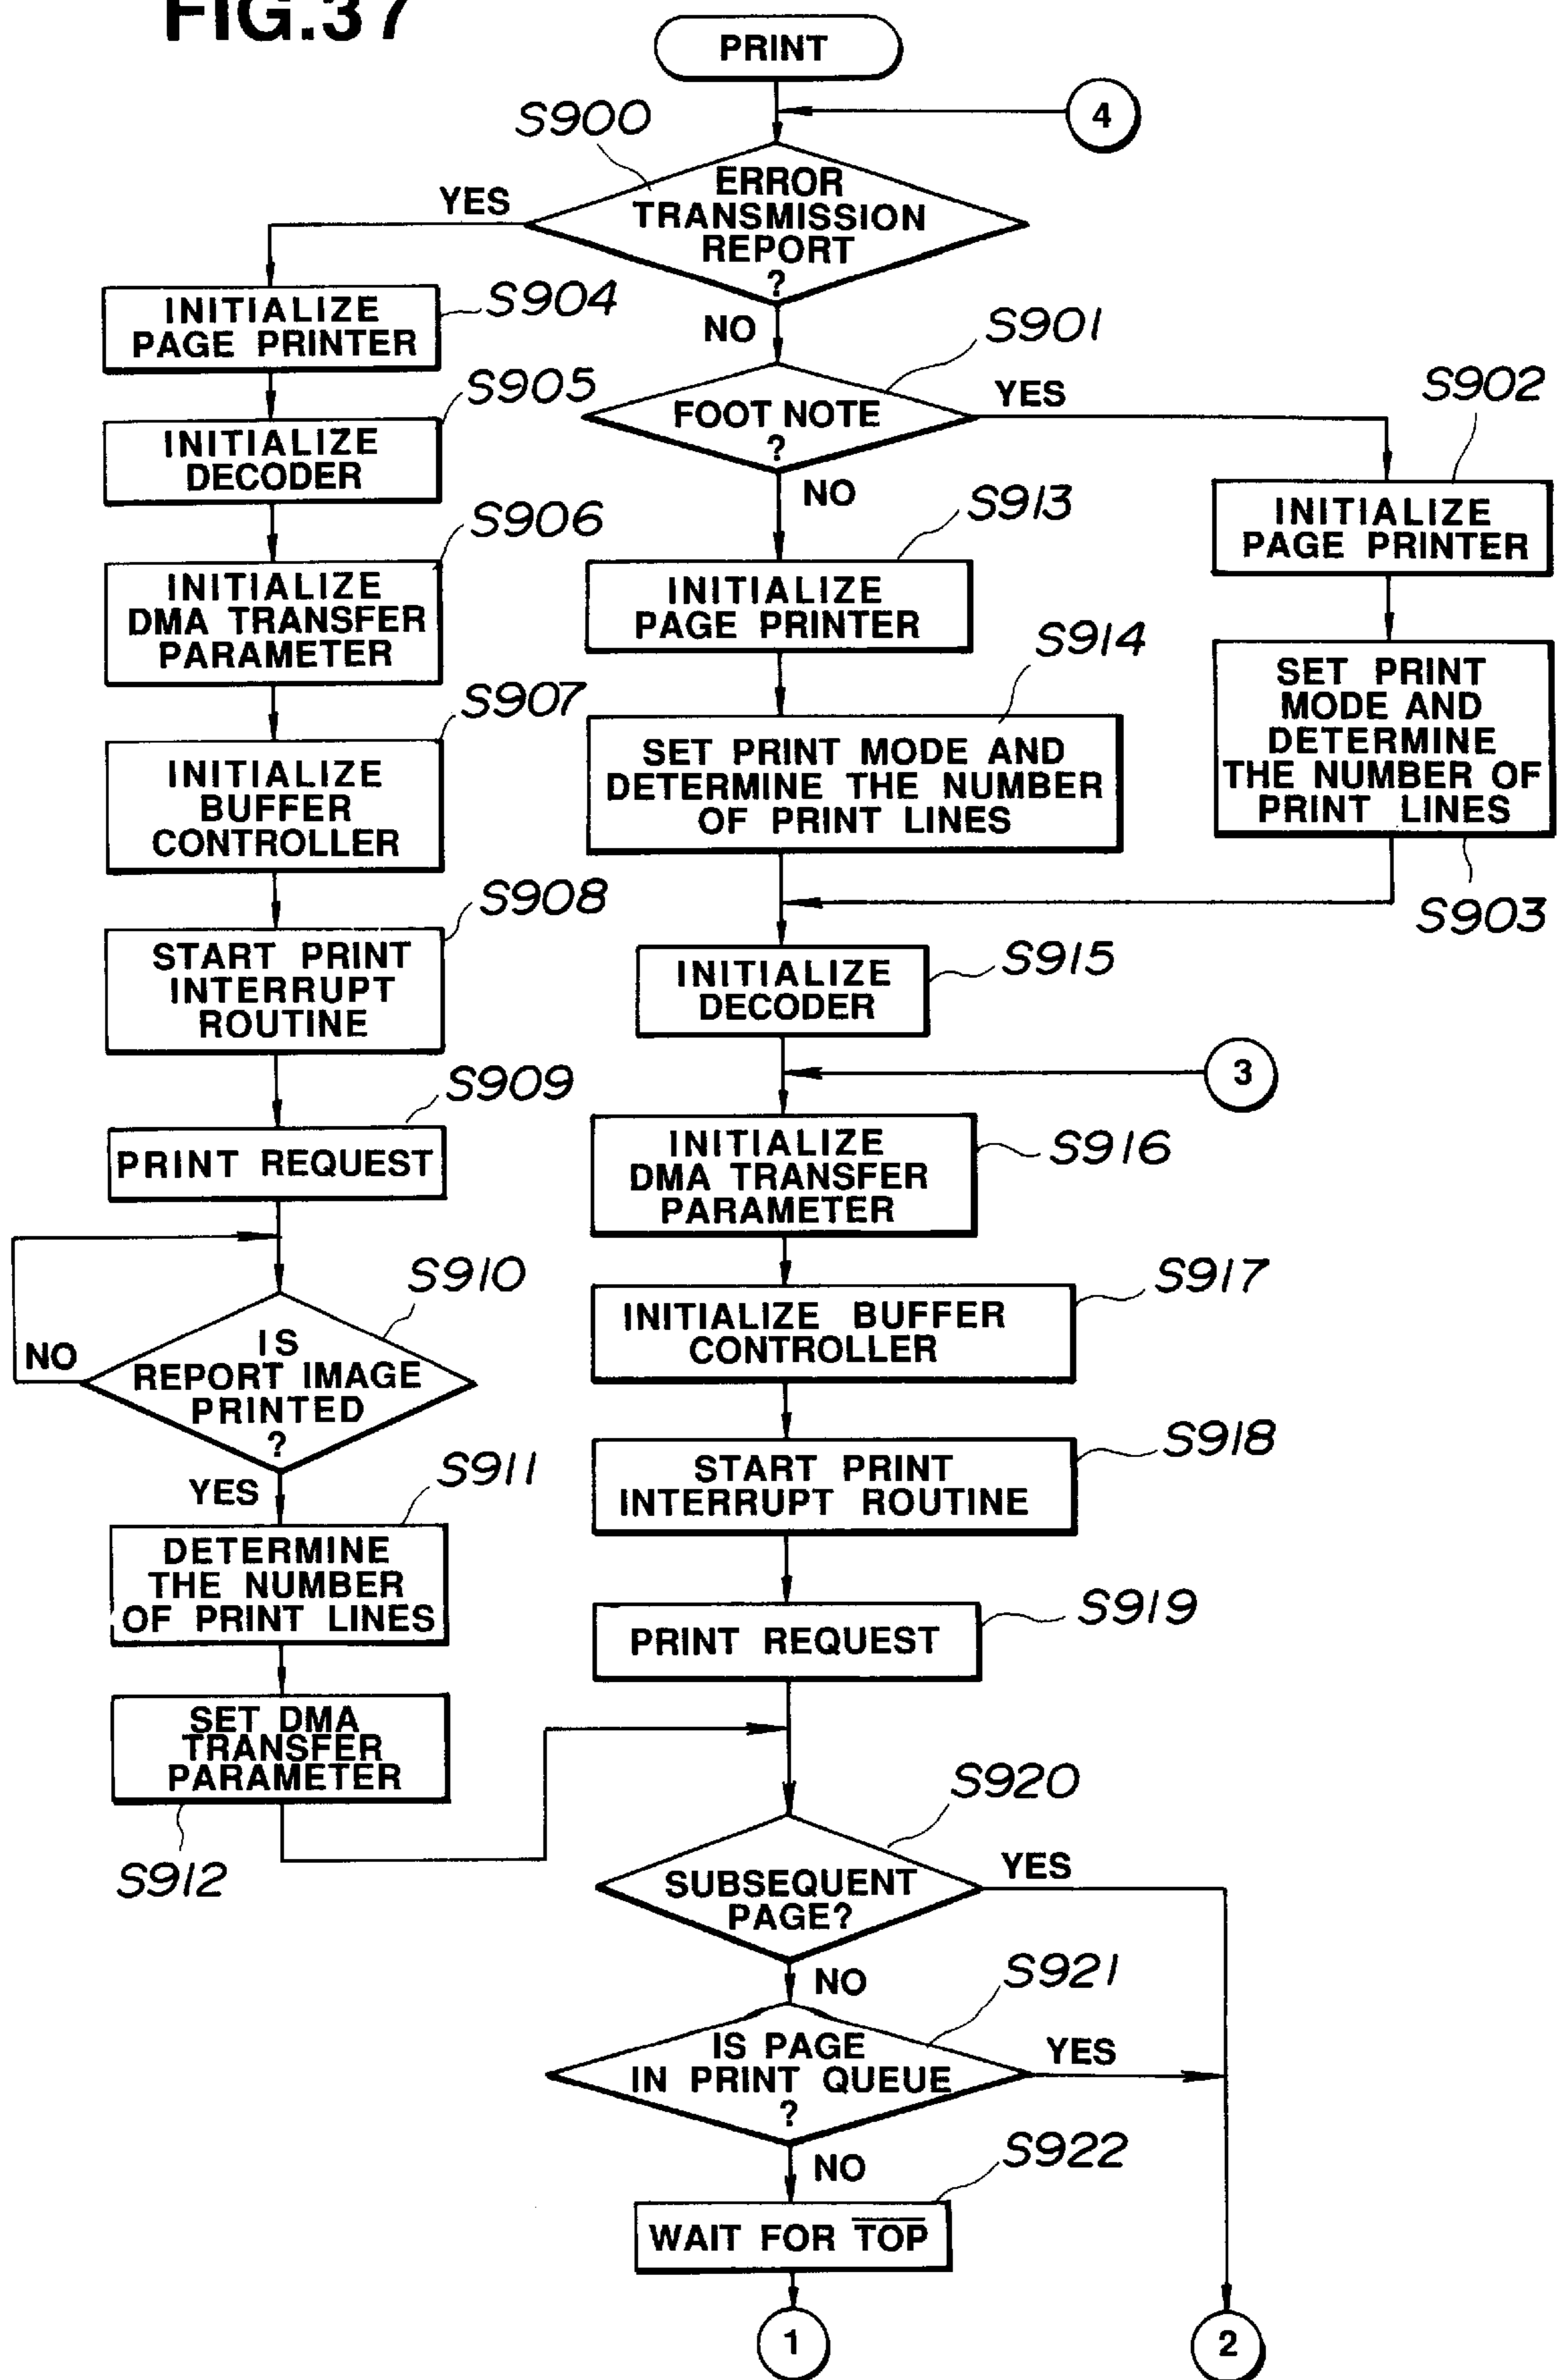 FIG.37
PRINT
4
S900
ERROR
TRANSMISSION
REPORT
?
YES
NO
S904
INITIALIZE
PAGE PRINTER
S905
INITIALIZE
DECODER
S906
INITIALIZE
DMA TRANSFER
PARAMETER
S907
INITIALIZE
BUFFER
CONTROLLER
S908
START PRINT
INTERRUPT
ROUTINE
S909
PRINT REQUEST
S910
IS
REPORT IMAGE
PRINTED
?
NO
YES
S911
DETERMINE
THE NUMBER
OF PRINT LINES
SET DMA
TRANSFER
PARAMETER
S912
S901
FOOT NOTE
?
YES
NO
S902
INITIALIZE
PAGE PRINTER
SET PRINT
MODE AND
DETERMINE
THE NUMBER OF
PRINT LINES
S903
S913
INITIALIZE
PAGE PRINTER
S914
SET PRINT MODE AND
DETERMINE THE NUMBER
OF PRINT LINES
S915
INITIALIZE
DECODER
3
S916
INITIALIZE
DMA TRANSFER
PARAMETER
S917
INITIALIZE BUFFER
CONTROLLER
S918
START PRINT
INTERRUPT ROUTINE
S919
PRINT REQUEST
S920
SUBSEQUENT
PAGE?
YES
NO
S921
IS PAGE
IN PRINT QUEUE
?
YES
NO
S922
WAIT FOR T̅O̅P̅
1
2